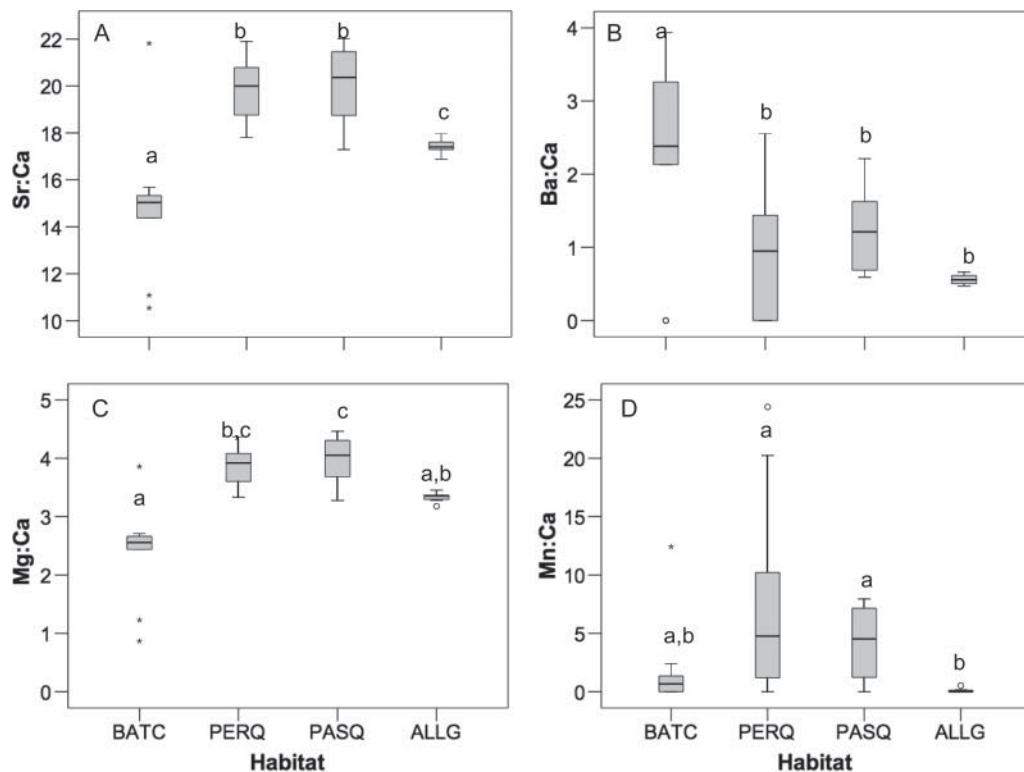 A
Sr:Ca
22
20
18
16
14
12
10
*
a
*
*
b
b
c
B
Ba:Ca
4
3
2
1
0
a
b
b
b
C
Mg:Ca
5
4
3
2
1
0
*
a
*
*
b,c
c
a,b
BATC PERQ PASQ ALLG
Habitat
D
Mn:Ca
25
20
15
10
5
0
*
a,b
a
a
b
BATC PERQ PASQ ALLG
Habitat